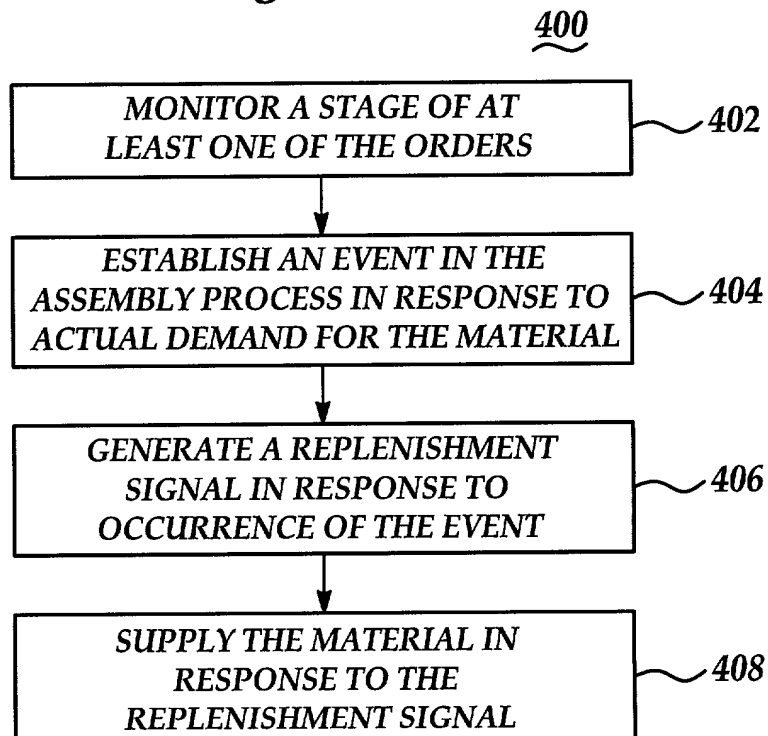 400
MONITOR A STAGE OF AT
LEAST ONE OF THE ORDERS
402
ESTABLISH AN EVENT IN THE
ASSEMBLY PROCESS IN RESPONSE TO
ACTUAL DEMAND FOR THE MATERIAL
404
GENERATE A REPLENISHMENT
SIGNAL IN RESPONSE TO
OCCURRENCE OF THE EVENT
406
SUPPLY THE MATERIAL IN
RESPONSE TO THE
REPLENISHMENT SIGNAL
408